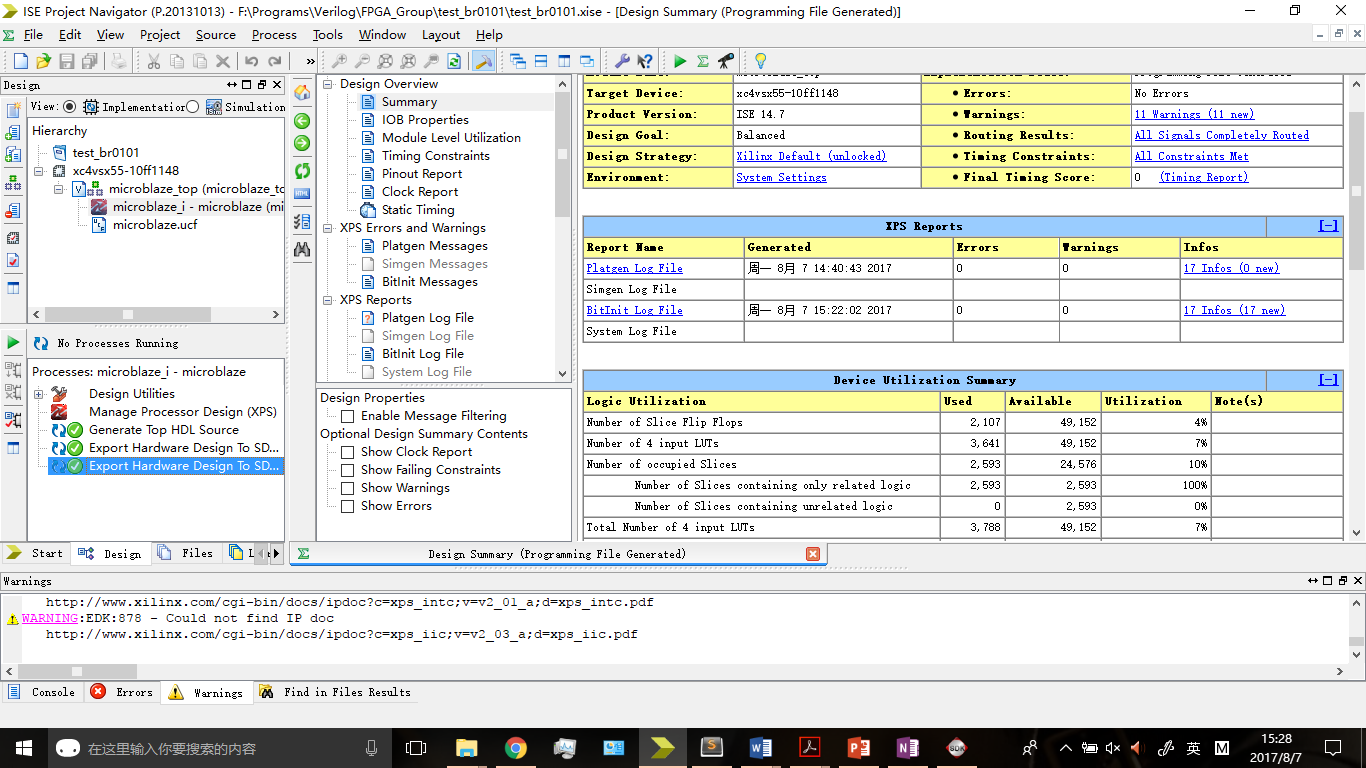 ISE Project Navigator (P.20131013) - F:\Programs\Verilog\FPGA_Group\test_br0101\test_br0101.xise - [Design Summary (Programming File Generated)]
File Edit View Project Source Process Tools Window Layout Help
Design
View: Implementation Simulation
Hierarchy
test_br0101
xc4vsx55-10ff1148
microblaze_top (microblaze_to
microblaze_i - microblaze (mi
microblaze.ucf
No Processes Running
Processes: microblaze_i - microblaze
Design Utilities
Manage Processor Design (XPS)
Generate Top HDL Source
Export Hardware Design To SD...
Export Hardware Design To SD...
Start Design Files
Design Overview
Summary
IOB Properties
Module Level Utilization
Timing Constraints
Pinout Report
Clock Report
Static Timing
XPS Errors and Warnings
Platgen Messages
Simgen Messages
BitInit Messages
XPS Reports
Platgen Log File
Simgen Log File
BitInit Log File
System Log File
Design Properties
Enable Message Filtering
Optional Design Summary Contents
Show Clock Report
Show Failing Constraints
Show Warnings
Show Errors
Target Device: xc4vsx55-10ff1148 • Errors: No Errors
Product Version: ISE 14.7 • Warnings: 11 Warnings (11 new)
Design Goal: Balanced • Routing Results: All Signals Completely Routed
Design Strategy: Xilinx Default (unlocked) • Timing Constraints: All Constraints Met
Environment: System Settings • Final Timing Score: 0 (Timing Report)
XPS Reports [-]
Report Name Generated Errors Warnings Infos
Platgen Log File 周一 8月 7 14:40:43 2017 0 0 17 Infos (0 new)
Simgen Log File
BitInit Log File 周一 8月 7 15:22:02 2017 0 0 17 Infos (17 new)
System Log File
Device Utilization Summary [-]
Logic Utilization Used Available Utilization Note(s)
Number of Slice Flip Flops 2,107 49,152 4%
Number of 4 input LUTs 3,641 49,152 7%
Number of occupied Slices 2,593 24,576 10%
Number of Slices containing only related logic 2,593 2,593 100%
Number of Slices containing unrelated logic 0 2,593 0%
Total Number of 4 input LUTs 3,788 49,152 7%
Design Summary (Programming File Generated)
Warnings
http://www.xilinx.com/cgi-bin/docs/ipdoc?c=xps_intc;v=v2_01_a;d=xps_intc.pdf
WARNING:EDK:878 - Could not find IP doc
http://www.xilinx.com/cgi-bin/docs/ipdoc?c=xps_iic;v=v2_03_a;d=xps_iic.pdf
Console Errors Warnings Find in Files Results
在这里输入你要搜索的内容
SDK
英 M
15:28
2017/8/7